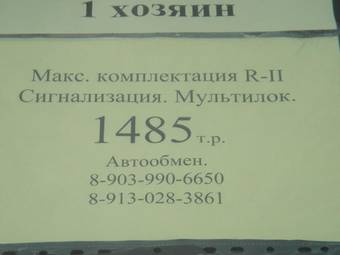 1 хозяин
Макс. комплектация R-II
Сигнализация. Мультилок.
1485 т.р.
Автообмен.
8-903-990-6650
8-913-028-3861